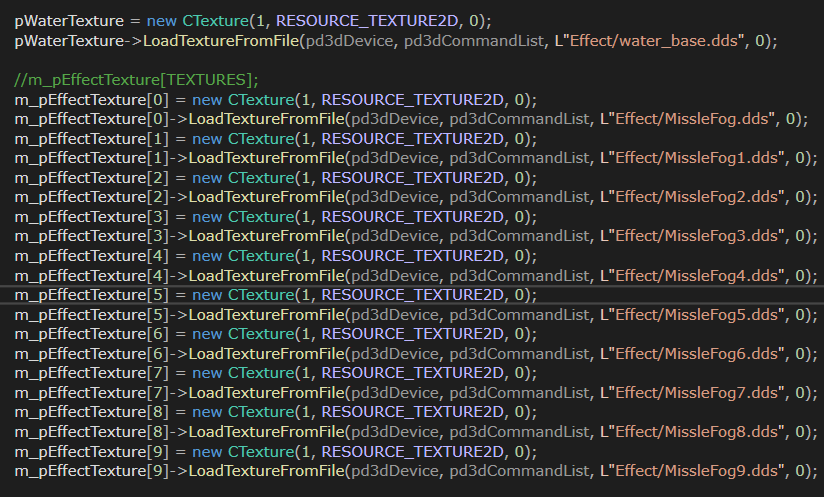 pWaterTexture = new CTexture(1, RESOURCE_TEXTURE2D, 0);
pWaterTexture->LoadTextureFromFile(pd3dDevice, pd3dCommandList, L"Effect/water_base.dds", 0);
//m_pEffectTexture[TEXTURES];
m_pEffectTexture[0] = new CTexture(1, RESOURCE_TEXTURE2D, 0);
m_pEffectTexture[0]->LoadTextureFromFile(pd3dDevice, pd3dCommandList, L"Effect/MissleFog.dds", 0);
m_pEffectTexture[1] = new CTexture(1, RESOURCE_TEXTURE2D, 0);
m_pEffectTexture[1]->LoadTextureFromFile(pd3dDevice, pd3dCommandList, L"Effect/MissleFog1.dds", 0);
m_pEffectTexture[2] = new CTexture(1, RESOURCE_TEXTURE2D, 0);
m_pEffectTexture[2]->LoadTextureFromFile(pd3dDevice, pd3dCommandList, L"Effect/MissleFog2.dds", 0);
m_pEffectTexture[3] = new CTexture(1, RESOURCE_TEXTURE2D, 0);
m_pEffectTexture[3]->LoadTextureFromFile(pd3dDevice, pd3dCommandList, L"Effect/MissleFog3.dds", 0);
m_pEffectTexture[4] = new CTexture(1, RESOURCE_TEXTURE2D, 0);
m_pEffectTexture[4]->LoadTextureFromFile(pd3dDevice, pd3dCommandList, L"Effect/MissleFog4.dds", 0);
m_pEffectTexture[5] = new CTexture(1, RESOURCE_TEXTURE2D, 0);
m_pEffectTexture[5]->LoadTextureFromFile(pd3dDevice, pd3dCommandList, L"Effect/MissleFog5.dds", 0);
m_pEffectTexture[6] = new CTexture(1, RESOURCE_TEXTURE2D, 0);
m_pEffectTexture[6]->LoadTextureFromFile(pd3dDevice, pd3dCommandList, L"Effect/MissleFog6.dds", 0);
m_pEffectTexture[7] = new CTexture(1, RESOURCE_TEXTURE2D, 0);
m_pEffectTexture[7]->LoadTextureFromFile(pd3dDevice, pd3dCommandList, L"Effect/MissleFog7.dds", 0);
m_pEffectTexture[8] = new CTexture(1, RESOURCE_TEXTURE2D, 0);
m_pEffectTexture[8]->LoadTextureFromFile(pd3dDevice, pd3dCommandList, L"Effect/MissleFog8.dds", 0);
m_pEffectTexture[9] = new CTexture(1, RESOURCE_TEXTURE2D, 0);
m_pEffectTexture[9]->LoadTextureFromFile(pd3dDevice, pd3dCommandList, L"Effect/MissleFog9.dds", 0);